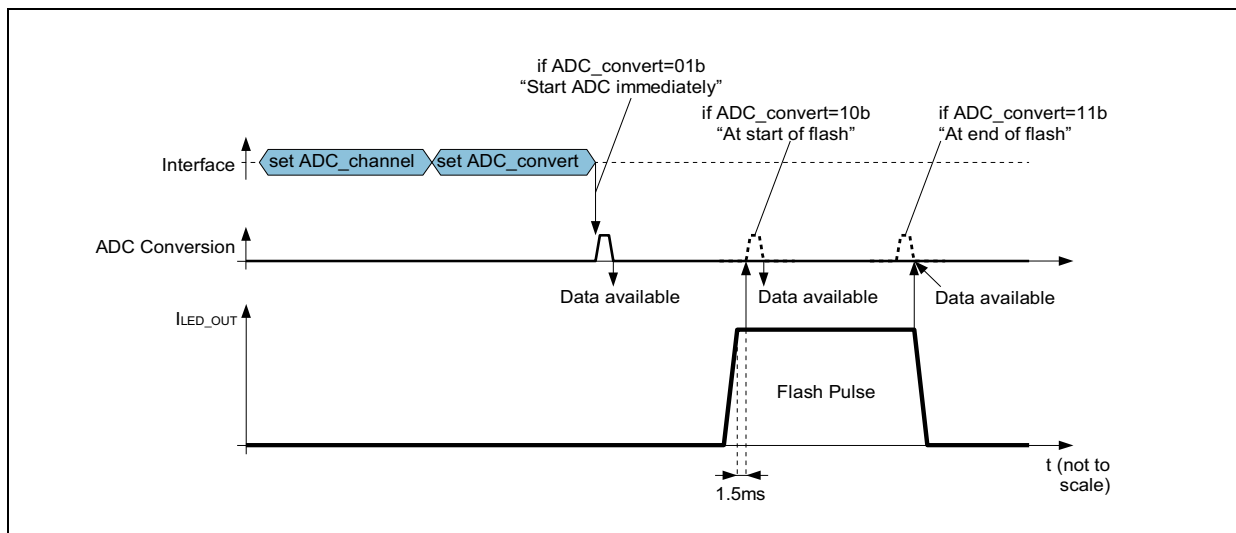 if ADC_convert=01b
“Start ADC immediately”
if ADC_convert=10b
“At start of flash”
if ADC_convert=11b
“At end of flash”
Interface
set ADC_channel
set ADC_convert
ADC Conversion
Data available
Data available
Data available
ILED_OUT
Flash Pulse
t (not to
scale)
1.5ms